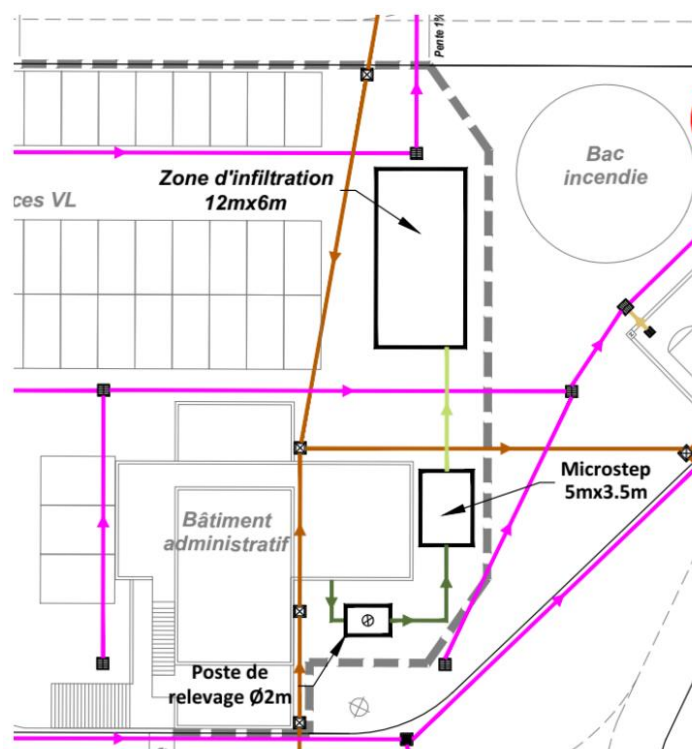 Pente 1%
Zone d'infiltration
12mx6m
Bac
incendie
ces VL
Microstep
5mx3.5m
Bâtiment
administratif
Poste de
relevage Ø2m